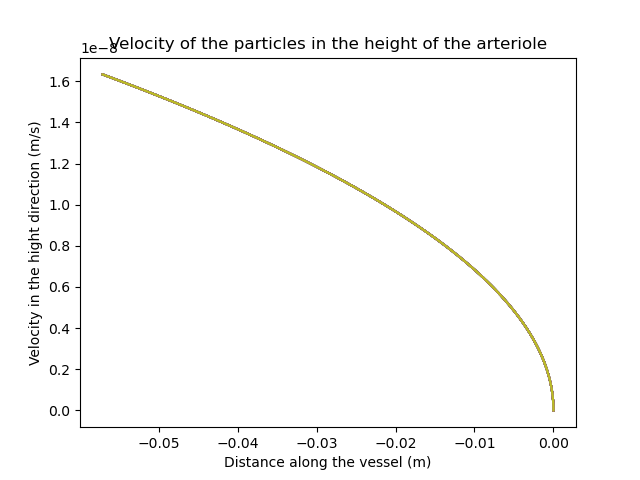 Velocity of the particles in the height of the arteriole
1e−8
1.6
1.4
1.2
1.0
0.8
0.6
0.4
0.2
0.0
Velocity in the hight direction (m/s)
−0.05 −0.04 −0.03 −0.02 −0.01 0.00
Distance along the vessel (m)